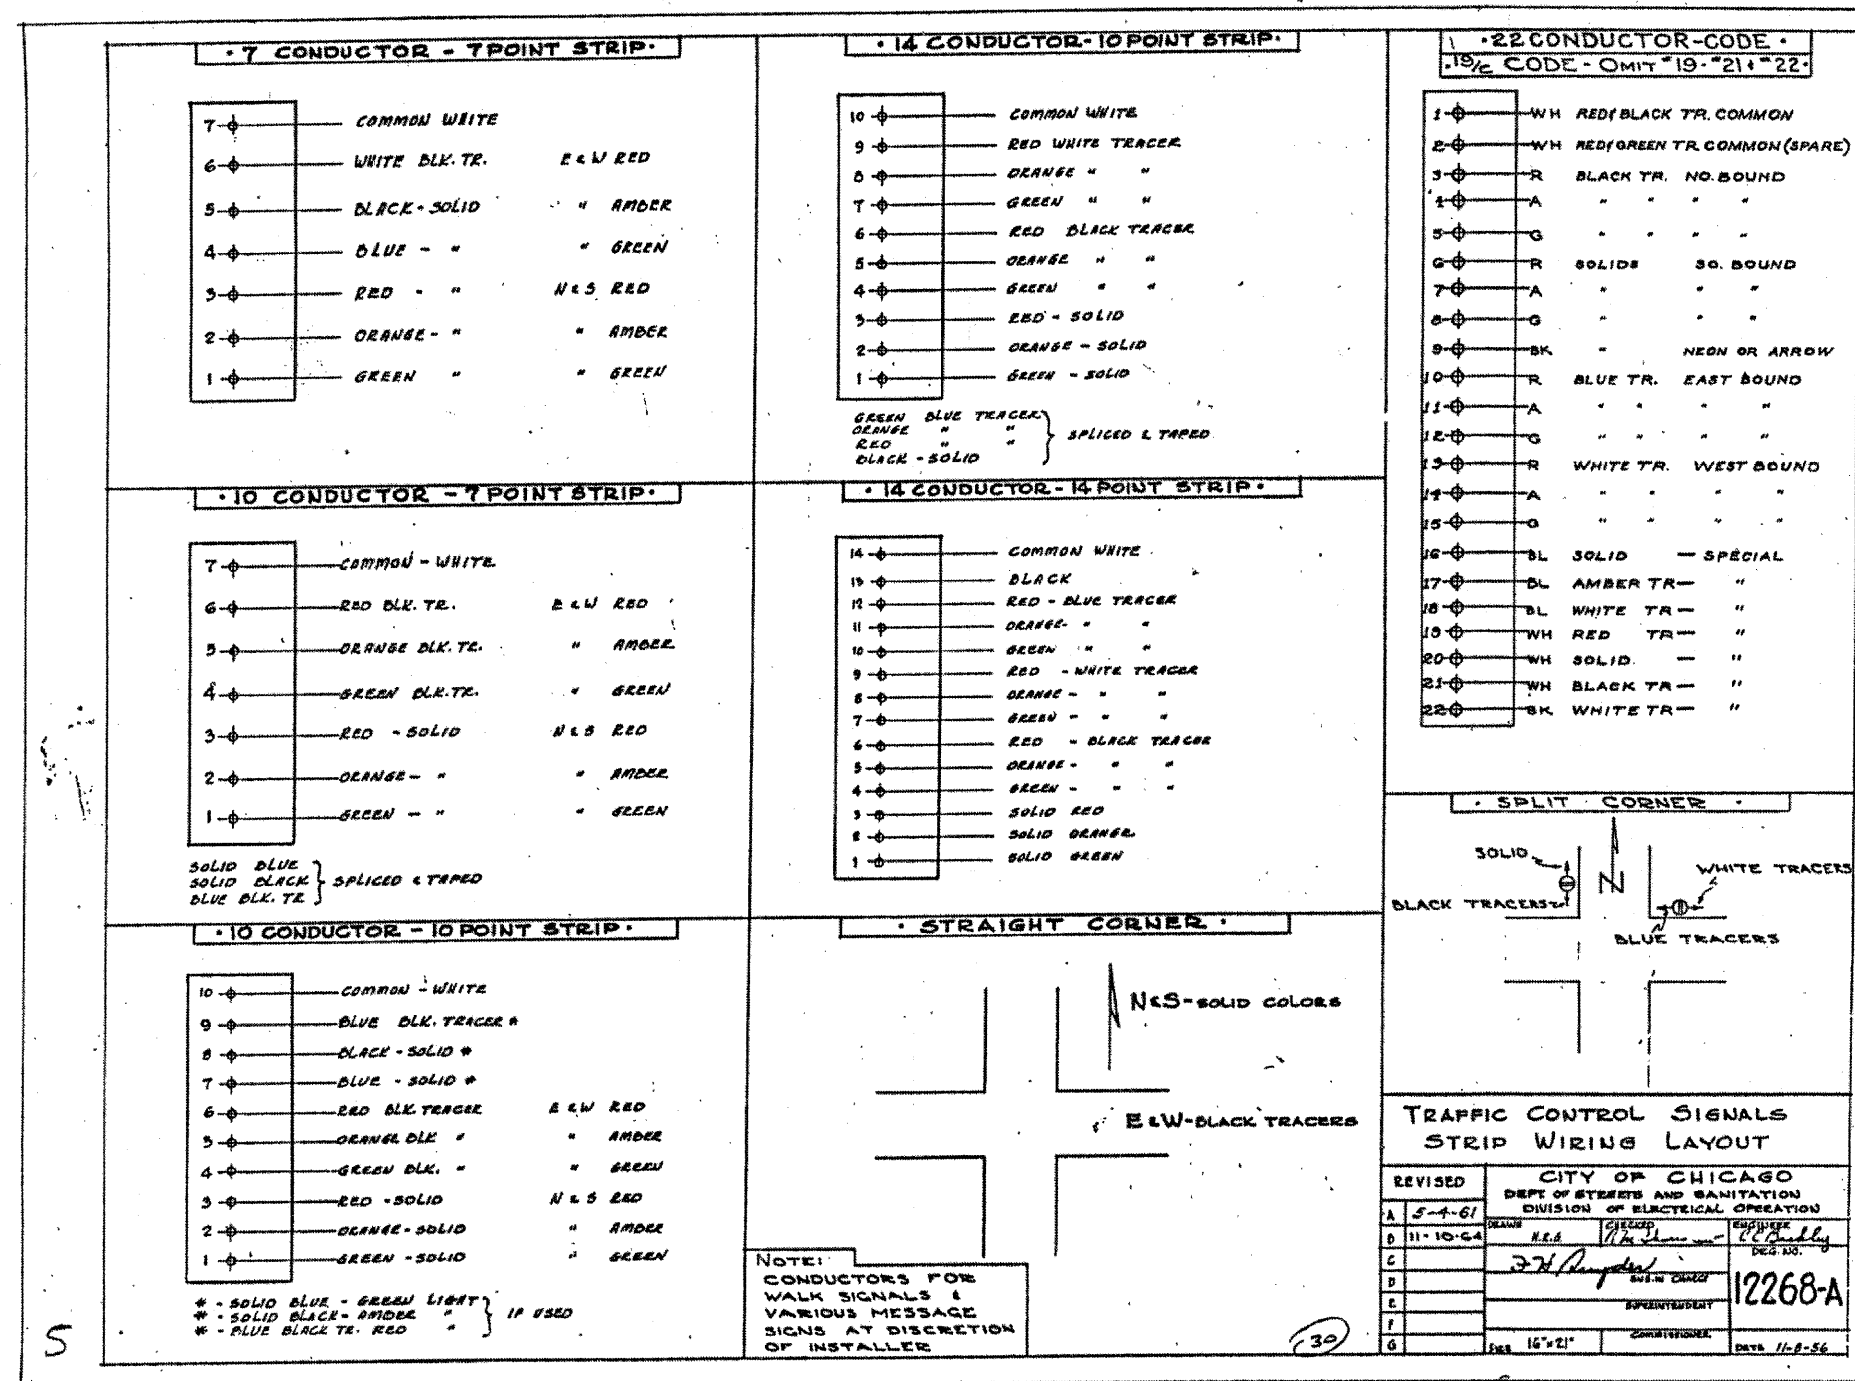 · 7 CONDUCTOR - 7 POINT STRIP ·
7 COMMON WHITE
6 WHITE BLK. TR. E & W RED
5 BLACK - SOLID " AMBER
4 BLUE - " " GREEN
3 RED - " N & S RED
2 ORANGE - " " AMBER
1 GREEN " " GREEN
· 10 CONDUCTOR - 7 POINT STRIP ·
7 COMMON - WHITE
6 RED BLK. TR. E & W RED
5 ORANGE BLK. TR. " AMBER
4 GREEN BLK. TR. " GREEN
3 RED - SOLID N & S RED
2 ORANGE - " " AMBER
1 GREEN - " " GREEN
SOLID BLUE
SOLID BLACK } SPLICED & TAPED
BLUE BLK. TR.
· 10 CONDUCTOR - 10 POINT STRIP ·
10 COMMON - WHITE
9 BLUE BLK. TRACER *
8 BLACK - SOLID *
7 BLUE - SOLID *
6 RED BLK. TRACER E & W RED
5 ORANGE BLK " " AMBER
4 GREEN BLK. " " GREEN
3 RED - SOLID N & S RED
2 ORANGE - SOLID " AMBER
1 GREEN - SOLID " GREEN
* - SOLID BLUE - GREEN LIGHT
* - SOLID BLACK - AMBER " } IF USED
* - BLUE BLACK TR. RED "
5
· 14 CONDUCTOR - 10 POINT STRIP ·
10 COMMON WHITE
9 RED WHITE TRACER
8 ORANGE " "
7 GREEN " "
6 RED BLACK TRACER
5 ORANGE " "
4 GREEN " "
3 RED - SOLID
2 ORANGE - SOLID
1 GREEN - SOLID
GREEN BLUE TRACER
ORANGE " "
RED " " } SPLICED & TAPED
BLACK - SOLID
· 14 CONDUCTOR - 14 POINT STRIP ·
14 COMMON WHITE
13 BLACK
12 RED - BLUE TRACER
11 ORANGE - " "
10 GREEN " "
9 RED - WHITE TRACER
8 ORANGE - " "
7 GREEN - " "
6 RED - BLACK TRACER
5 ORANGE - " "
4 GREEN - " "
3 SOLID RED
2 SOLID ORANGE
1 SOLID GREEN
· STRAIGHT CORNER ·
N & S - SOLID COLORS
E & W - BLACK TRACERS
NOTE:
CONDUCTORS FOR
WALK SIGNALS &
VARIOUS MESSAGE
SIGNS AT DISCRETION
OF INSTALLER
30
· 22 CONDUCTOR - CODE ·
· 19/C CODE - OMIT #19 - #21 & #22 ·
1 WH RED & BLACK TR. COMMON
2 WH RED & GREEN TR. COMMON (SPARE)
3 R BLACK TR. NO. BOUND
4 A " " " "
5 G " " " "
6 R SOLIDS SO. BOUND
7 A " " "
8 G " " "
9 BK " NEON OR ARROW
10 R BLUE TR. EAST BOUND
11 A " " " "
12 G " " " "
13 R WHITE TR. WEST BOUND
14 A " " " "
15 G " " " "
16 BL SOLID — SPECIAL
17 BL AMBER TR — "
18 BL WHITE TR — "
19 WH RED TR — "
20 WH SOLID — "
21 WH BLACK TR — "
22 BK WHITE TR — "
· SPLIT CORNER ·
SOLID
N
WHITE TRACERS
BLACK TRACERS
BLUE TRACERS
TRAFFIC CONTROL SIGNALS
STRIP WIRING LAYOUT
REVISED
A 5-4-61
B 11-10-64
C
D
E
F
G
CITY OF CHICAGO
DEPT OF STREETS AND SANITATION
DIVISION OF ELECTRICAL OPERATION
DRAWN CHECKED ENGINEER
DEG. NO.
12268-A
ENG. IN CHARGE
SUPERINTENDENT
COMMISSIONER
SIZE 16"x21"
DATE 11-8-56